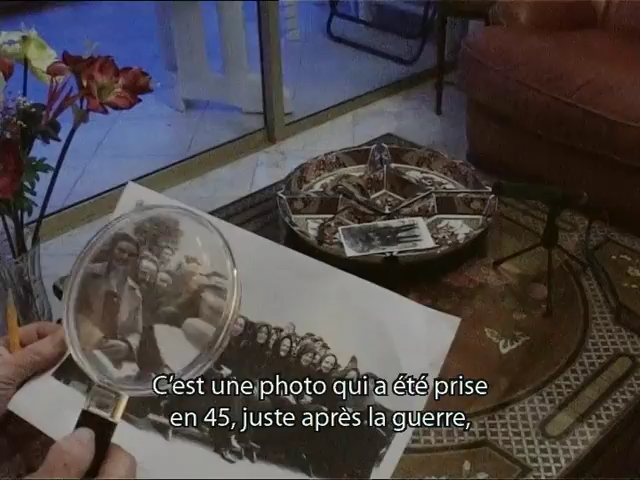 C'est une photo qui a été prise
en 45, juste après la guerre,